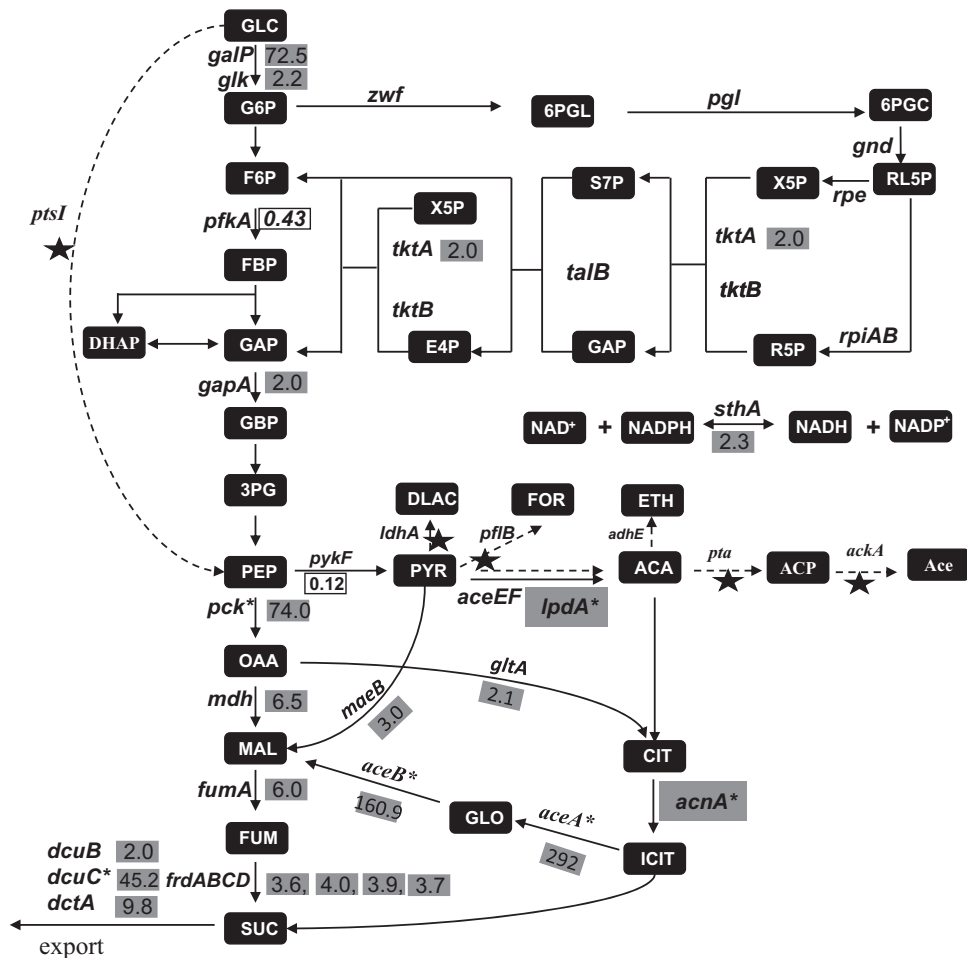 GLC
galP 72.5
glk 2.2
G6P zwf 6PGL pgl 6PGC
gnd
F6P S7P X5P rpe RL5P
ptsI
pfkA 0.43 X5P
tktA 2.0 tktA 2.0
FBP talB
tktB tktB
DHAP GAP E4P GAP R5P rpiAB
gapA 2.0
GBP NAD+ + NADPH sthA NADH + NADP+
2.3
3PG DLAC FOR ETH
ldhA pflB adhE
PEP pykF PYR ACA pta ACP ackA Ace
0.12 aceEF lpdA*
pck* 74.0
OAA gltA
2.1
mdh 6.5 maeB
3.0
MAL CIT
aceB*
fumA 6.0 160.9 acnA*
GLO aceA*
292
FUM ICIT
dcuB 2.0
dcuC* 45.2 frdABCD 3.6, 4.0, 3.9, 3.7
dctA 9.8
SUC
export